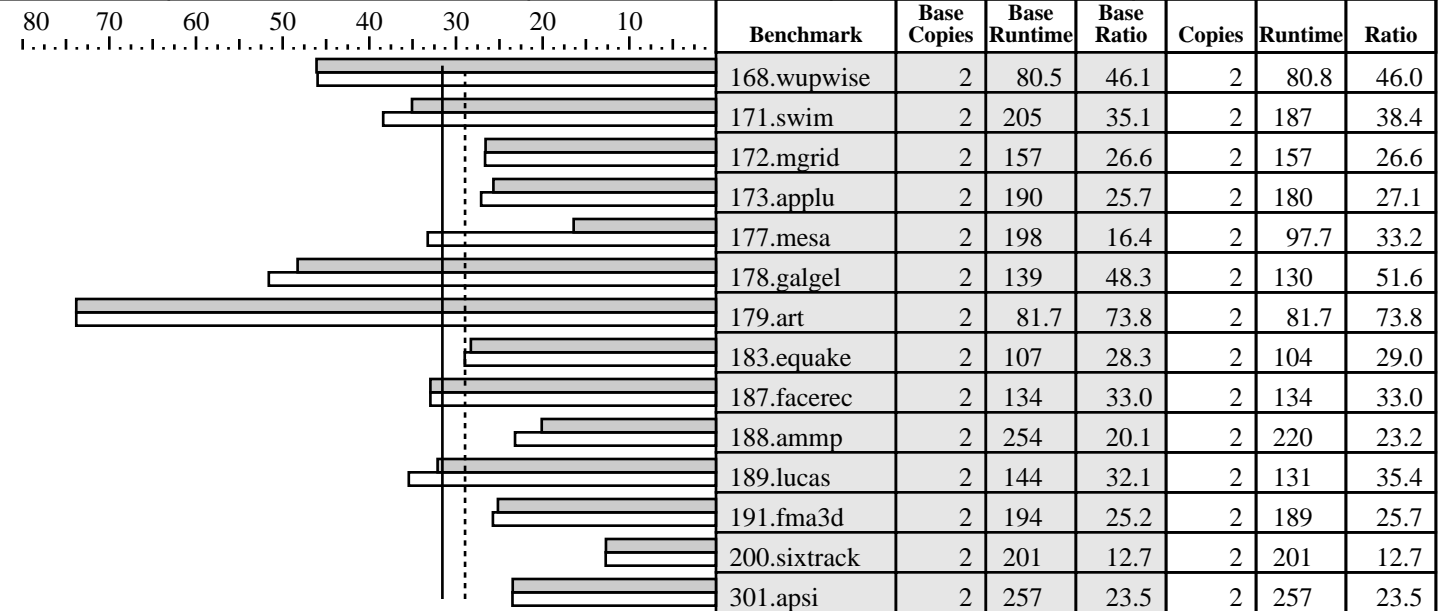 80 70 60 50 40 30 20 10
Benchmark Base Copies Base Runtime Base Ratio Copies Runtime Ratio
168.wupwise 2 80.5 46.1 2 80.8 46.0
171.swim 2 205 35.1 2 187 38.4
172.mgrid 2 157 26.6 2 157 26.6
173.applu 2 190 25.7 2 180 27.1
177.mesa 2 198 16.4 2 97.7 33.2
178.galgel 2 139 48.3 2 130 51.6
179.art 2 81.7 73.8 2 81.7 73.8
183.equake 2 107 28.3 2 104 29.0
187.facerec 2 134 33.0 2 134 33.0
188.ammp 2 254 20.1 2 220 23.2
189.lucas 2 144 32.1 2 131 35.4
191.fma3d 2 194 25.2 2 189 25.7
200.sixtrack 2 201 12.7 2 201 12.7
301.apsi 2 257 23.5 2 257 23.5